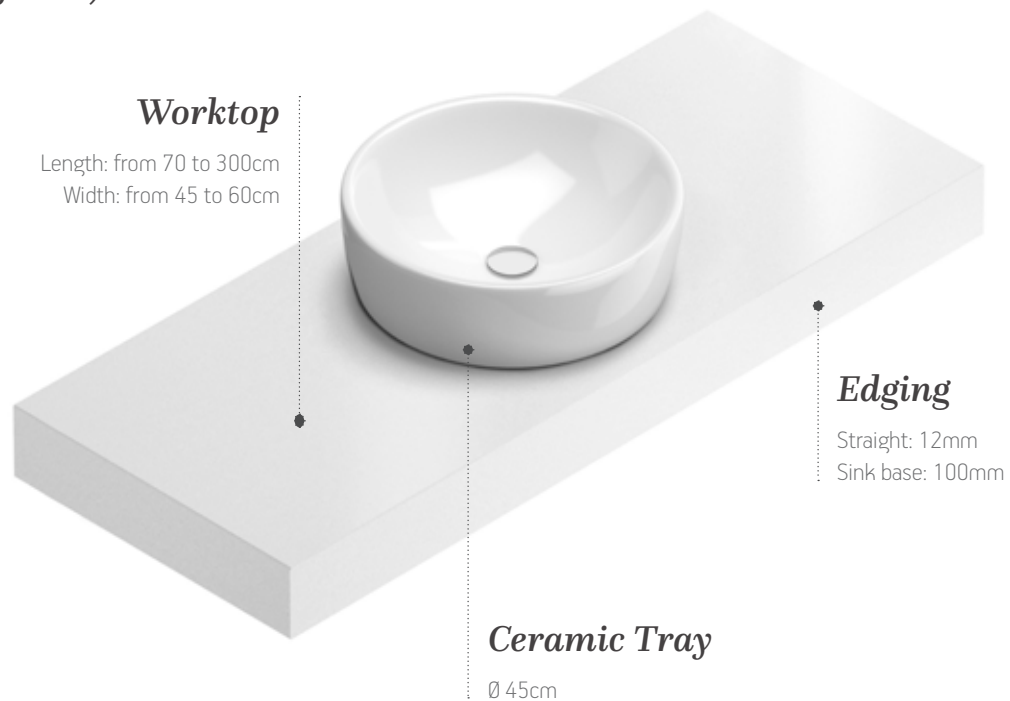 Worktop
Length: from 70 to 300cm
Width: from 45 to 60cm
Edging
Straight: 12mm
Sink base: 100mm
Ceramic Tray
Ø 45cm